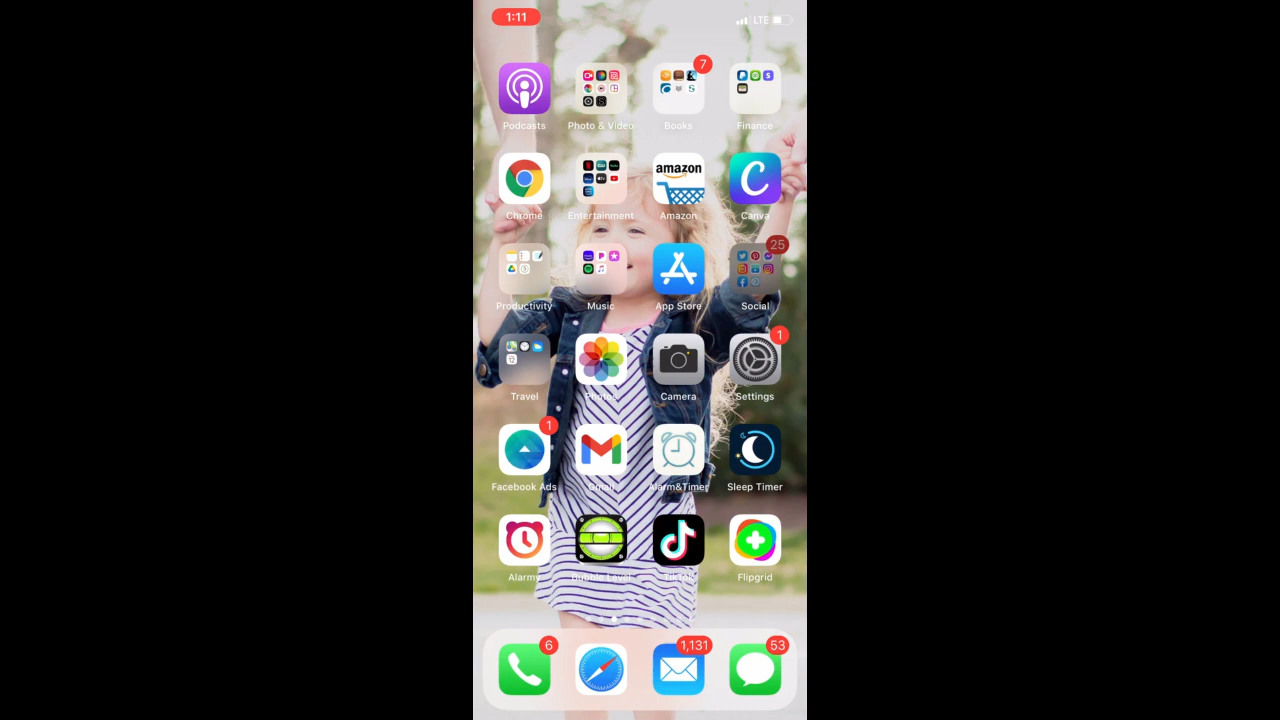 1:11 LTE
7
Podcasts Photo & Video Books Finance
amazon
Chrome Entertainment Amazon Canva
25
Productivity Music App Store Social
1
12
Travel Photos Camera Settings
1
Facebook Ads Gmail Alarm&Timer Sleep Timer
Alarmy Bubble Level TikTok Flipgrid
6 1,131 53